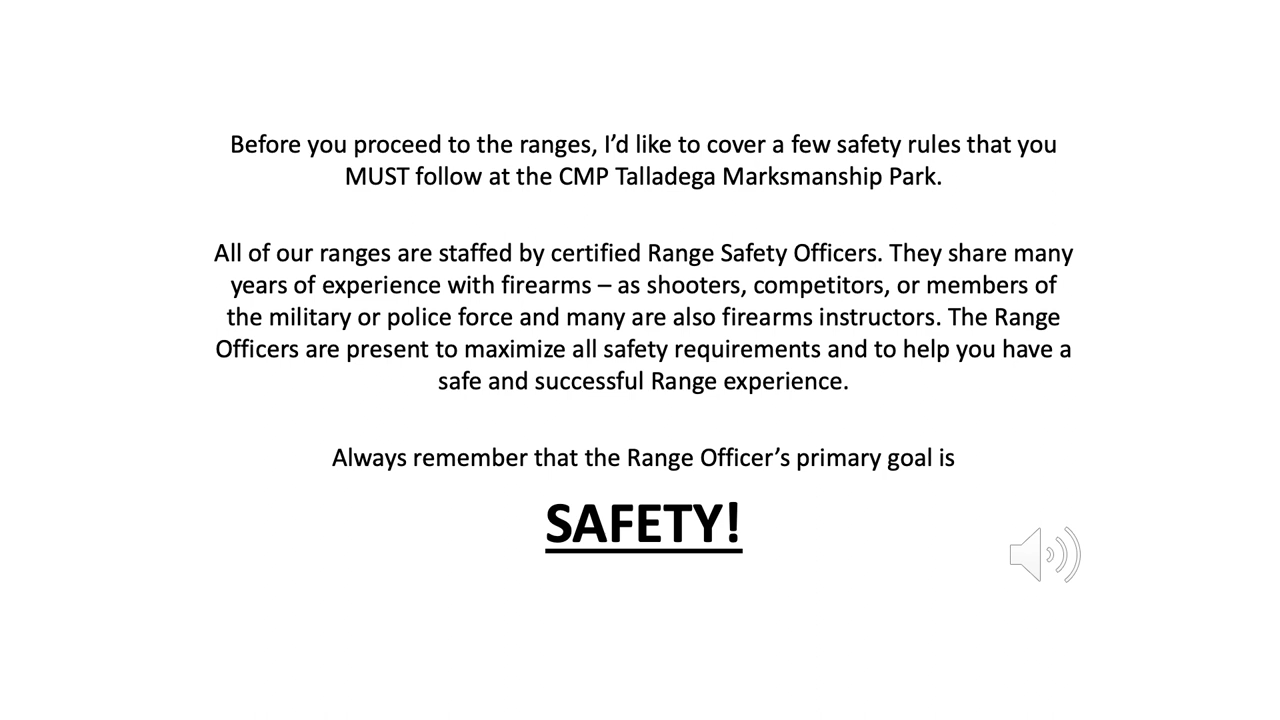 Before you proceed to the ranges, I’d like to cover a few safety rules that you
MUST follow at the CMP Talladega Marksmanship Park.
All of our ranges are staffed by certified Range Safety Officers. They share many
years of experience with firearms – as shooters, competitors, or members of
the military or police force and many are also firearms instructors. The Range
Officers are present to maximize all safety requirements and to help you have a
safe and successful Range experience.
Always remember that the Range Officer’s primary goal is
SAFETY!